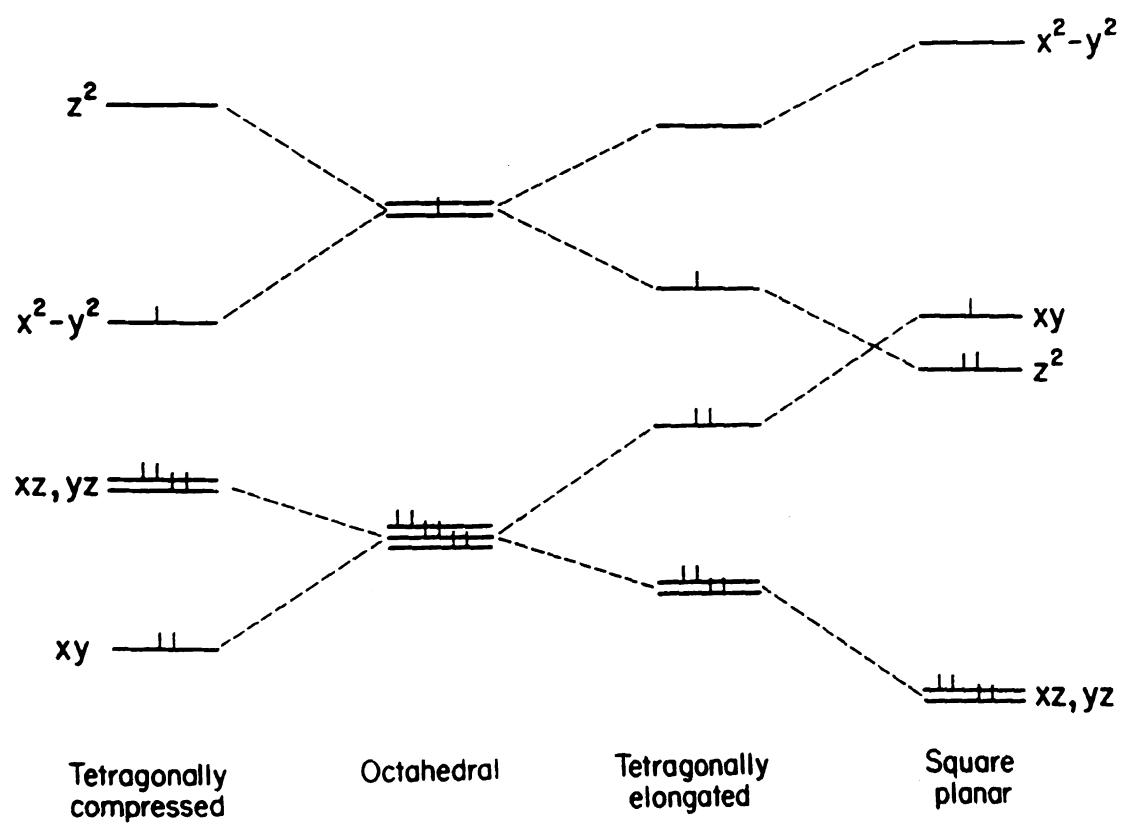 x²-y²
z²
x²-y²
xy
z²
xz, yz
xy
xz, yz
Tetragonally
compressed
Octahedral
Tetragonally
elongated
Square
planar